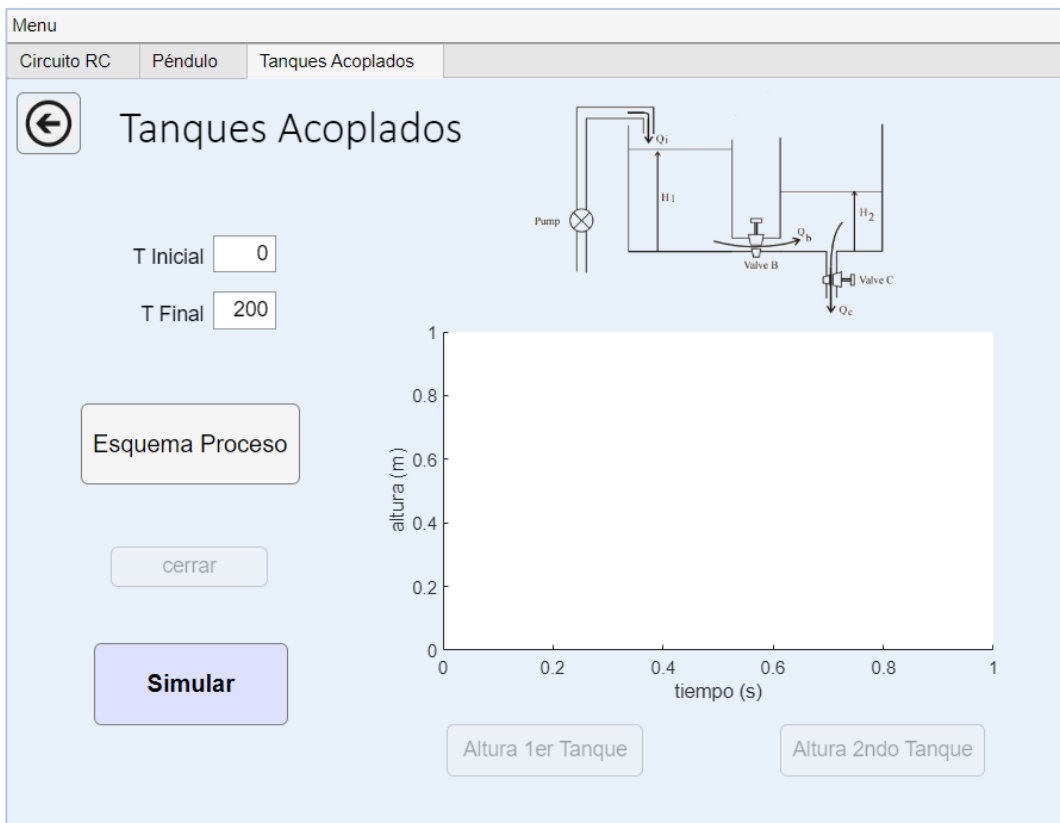 Menu
Circuito RC Péndulo Tanques Acoplados
Tanques Acoplados
Qi
H1
H2
Pump
Qb
Valve B
Valve C
Qc
T Inicial 0
T Final 200
Esquema Proceso
cerrar
Simular
altura (m)
1
0.8
0.6
0.4
0.2
0
0 0.2 0.4 0.6 0.8 1
tiempo (s)
Altura 1er Tanque Altura 2ndo Tanque